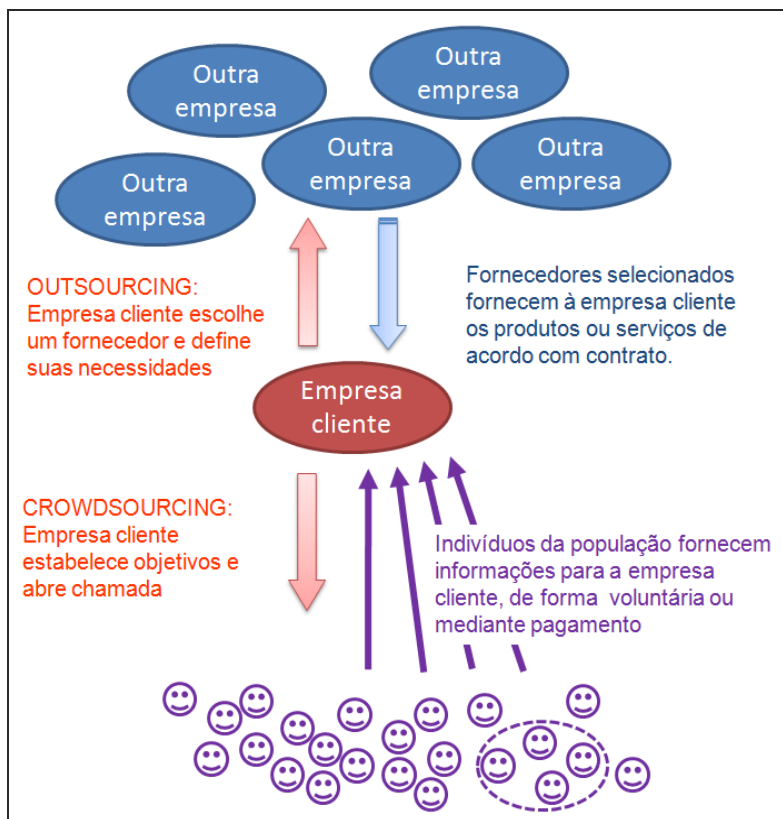 Outra
empresa
Outra
empresa
Outra
empresa
Outra
empresa
Outra
empresa
OUTSOURCING:
Empresa cliente escolhe
um fornecedor e define
suas necessidades
Fornecedores selecionados
fornecem à empresa cliente
os produtos ou serviços de
acordo com contrato.
Empresa
cliente
CROWDSOURCING:
Empresa cliente
estabelece objetivos e
abre chamada
Indivíduos da população fornecem
informações para a empresa
cliente, de forma voluntária ou
mediante pagamento